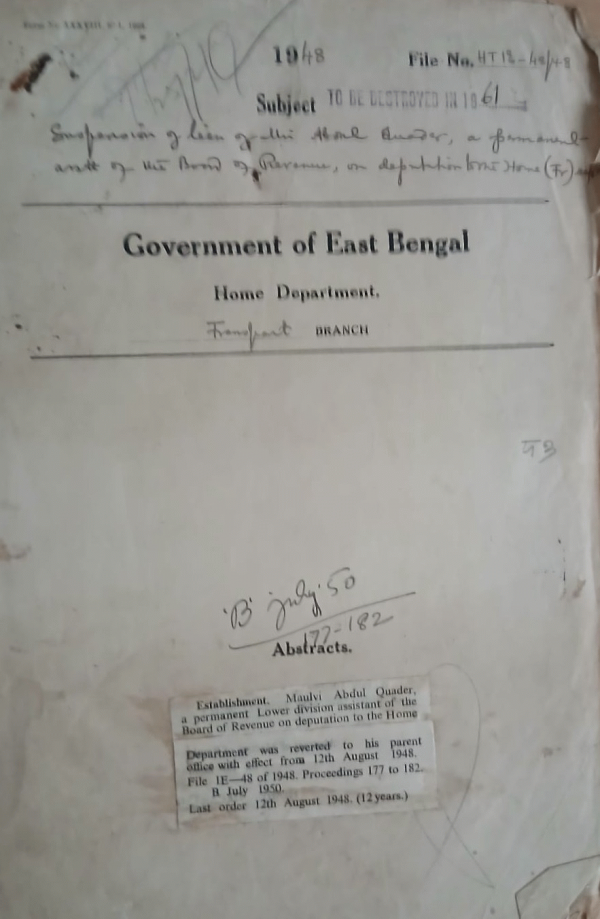 1948 File No. HT 18-48/48
Subject TO BE DESTROYED IN 1961
Suspension of lien of Mr. Abdul Quader, a permanent
asstt of the Board of Revenue, on deputation to the Home (Tr)
Government of East Bengal
Home Department.
Transport BRANCH
'B' July '50
177-182
Abstracts.
Establishment. Maulvi Abdul Quader,
a permanent Lower division assistant of the
Board of Revenue on deputation to the Home
Department was reverted to his parent
office with effect from 12th August 1948.
File 1E—48 of 1948. Proceedings 177 to 182.
B July 1950.
Last order 12th August 1948. (12 years.)